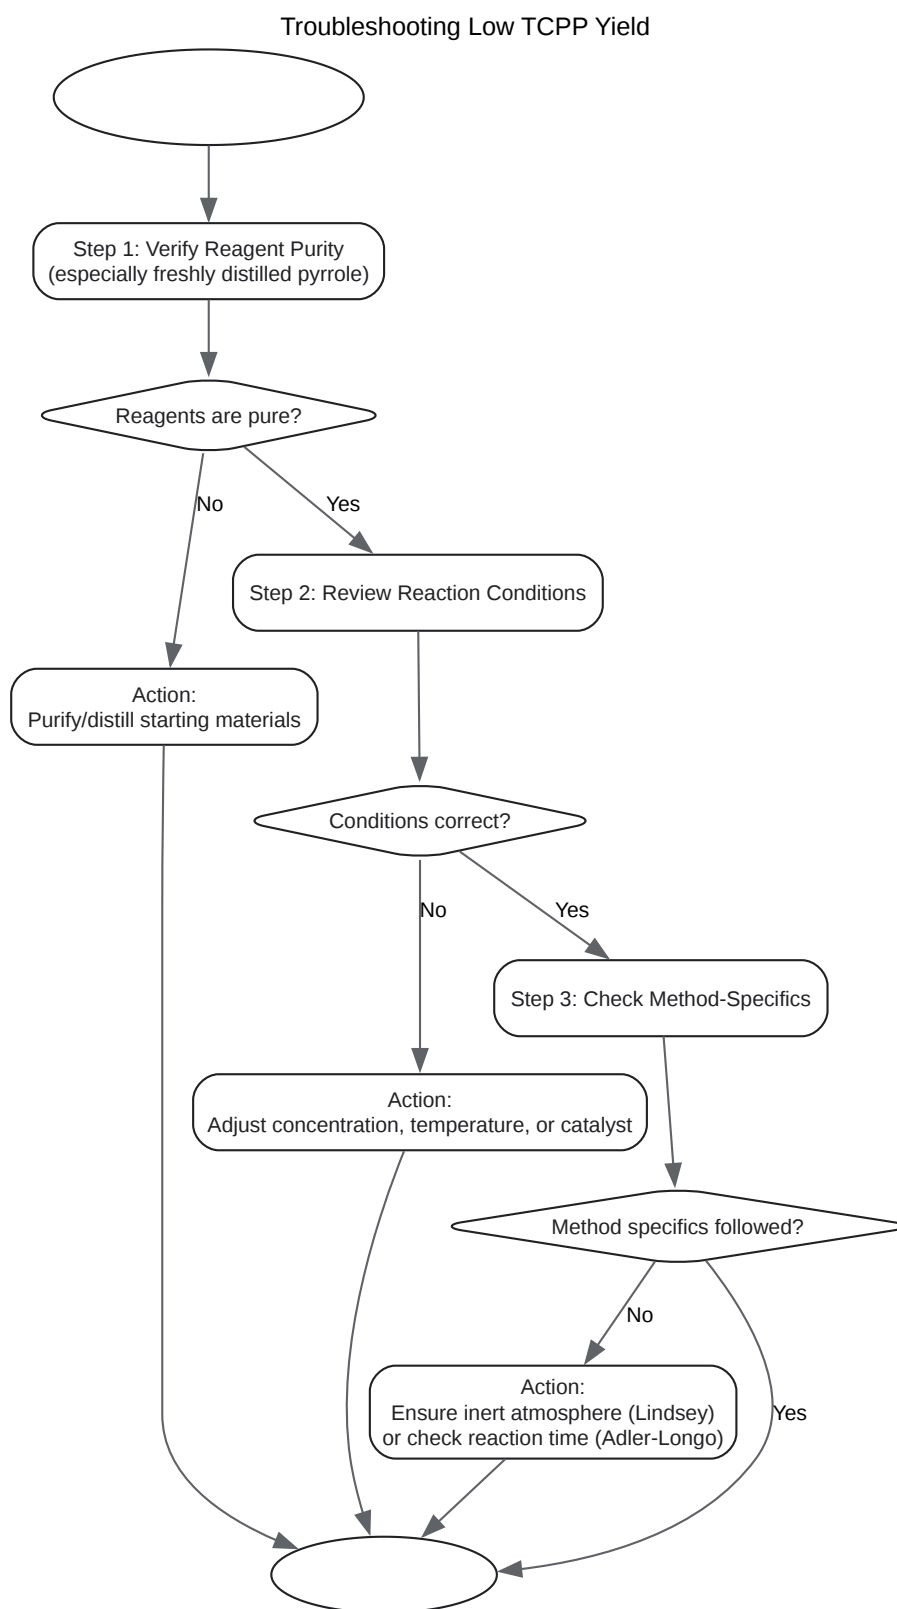 Troubleshooting Low TCPP Yield
Step 1: Verify Reagent Purity
(especially freshly distilled pyrrole)
Reagents are pure?
No
Yes
Step 2: Review Reaction Conditions
Action:
Purify/distill starting materials
Conditions correct?
No
Yes
Step 3: Check Method-Specifics
Action:
Adjust concentration, temperature, or catalyst
Method specifics followed?
No
Action:
Ensure inert atmosphere (Lindsey)
or check reaction time (Adler-Longo)
Yes